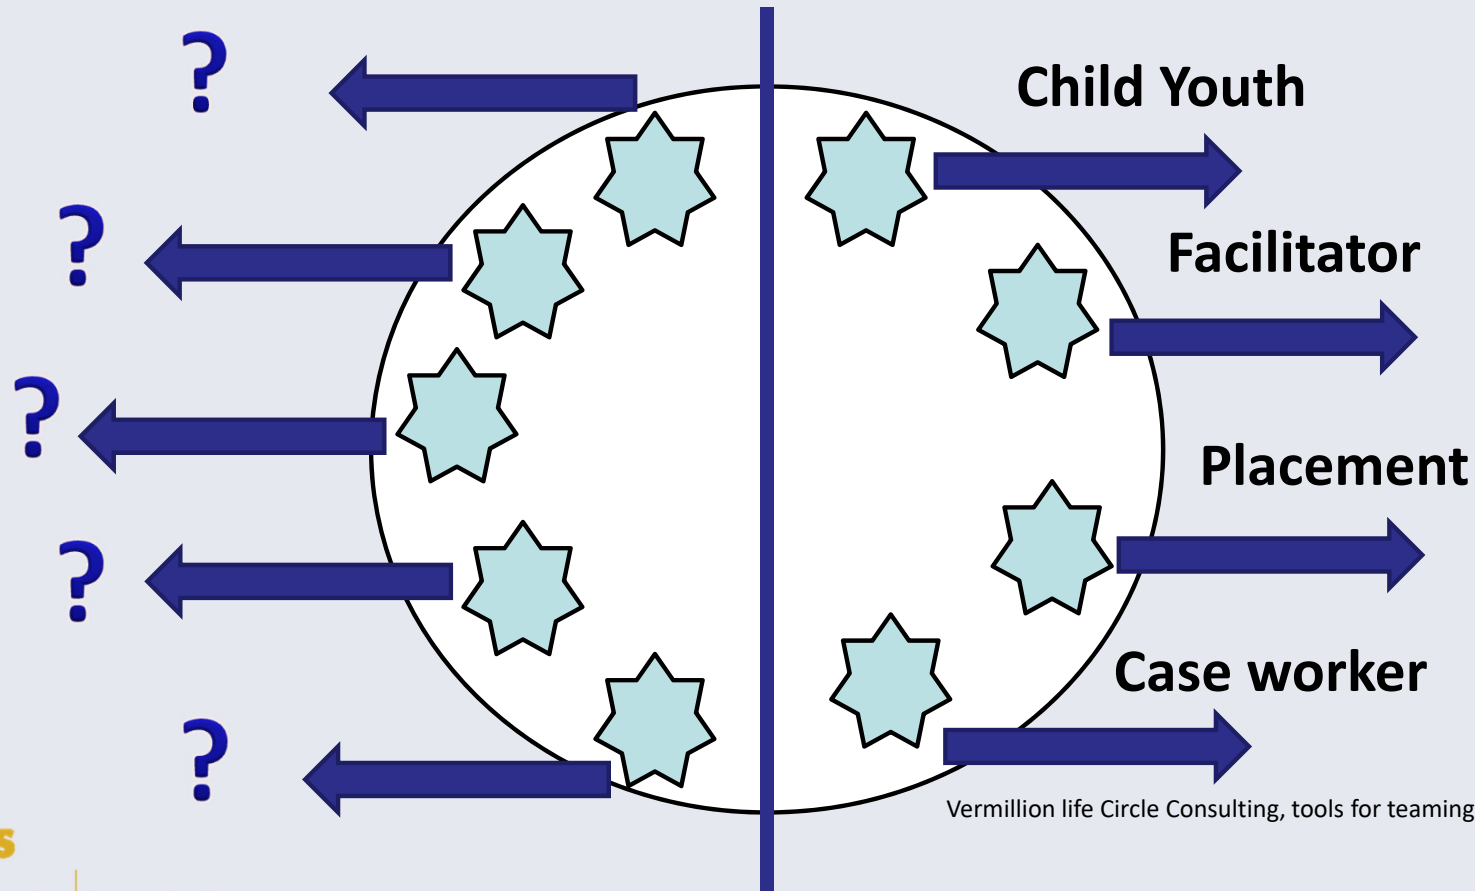 ?
Child Youth
?
Facilitator
?
Placement
?
Case worker
?
Vermillion life Circle Consulting, tools for teaming
s